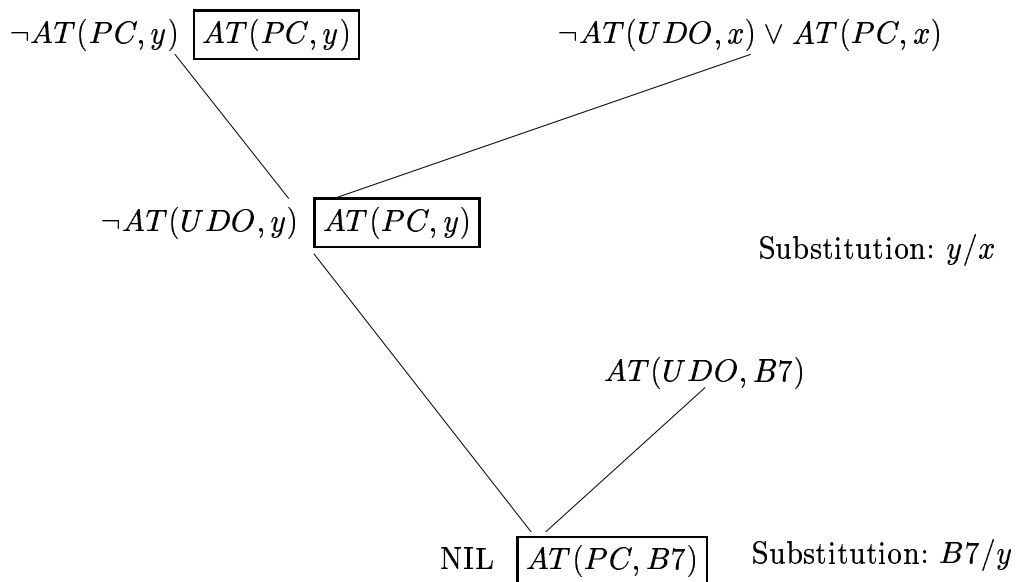 ¬AT(PC, y) AT(PC, y) ¬AT(UDO, x) ∨ AT(PC, x)
¬AT(UDO, y) AT(PC, y)
Substitution: y/x
AT(UDO, B7)
NIL AT(PC, B7) Substitution: B7/y